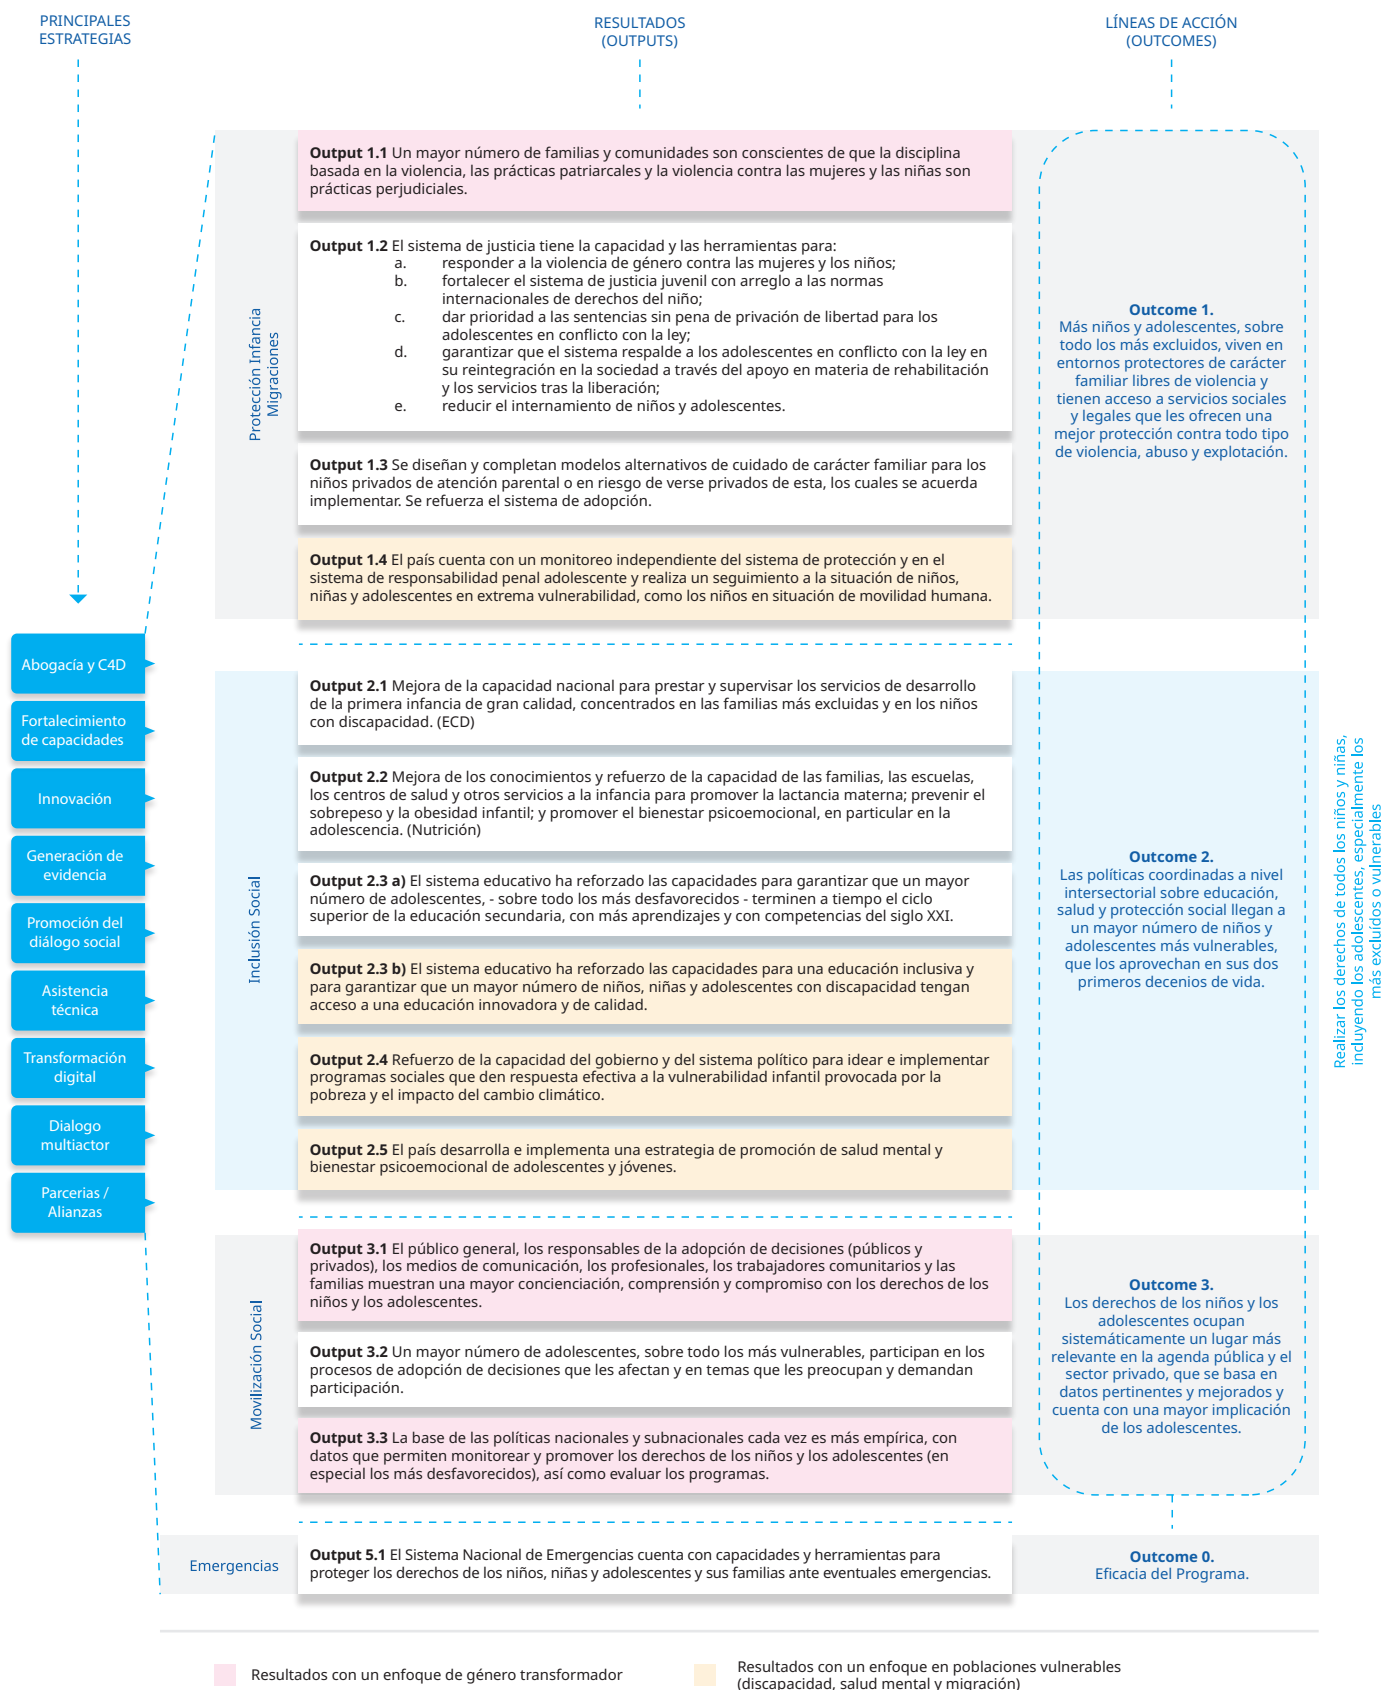 PRINCIPALES
ESTRATEGIAS
RESULTADOS
(OUTPUTS)
LÍNEAS DE ACCIÓN
(OUTCOMES)
Abogacía y C4D
Fortalecimiento
de capacidades
Innovación
Generación de
evidencia
Promoción del
diálogo social
Asistencia
técnica
Transformación
digital
Dialogo
multiactor
Parcerias /
Alianzas
Protección Infancia
Migraciones
Output 1.1 Un mayor número de familias y comunidades son conscientes de que la disciplina
basada en la violencia, las prácticas patriarcales y la violencia contra las mujeres y las niñas son
prácticas perjudiciales.
Output 1.2 El sistema de justicia tiene la capacidad y las herramientas para:
a. responder a la violencia de género contra las mujeres y los niños;
b. fortalecer el sistema de justicia juvenil con arreglo a las normas
internacionales de derechos del niño;
c. dar prioridad a las sentencias sin pena de privación de libertad para los
adolescentes en conflicto con la ley;
d. garantizar que el sistema respalde a los adolescentes en conflicto con la ley en
su reintegración en la sociedad a través del apoyo en materia de rehabilitación
y los servicios tras la liberación;
e. reducir el internamiento de niños y adolescentes.
Output 1.3 Se diseñan y completan modelos alternativos de cuidado de carácter familiar para los
niños privados de atención parental o en riesgo de verse privados de esta, los cuales se acuerda
implementar. Se refuerza el sistema de adopción.
Output 1.4 El país cuenta con un monitoreo independiente del sistema de protección y en el
sistema de responsabilidad penal adolescente y realiza un seguimiento a la situación de niños,
niñas y adolescentes en extrema vulnerabilidad, como los niños en situación de movilidad humana.
Outcome 1.
Más niños y adolescentes, sobre
todo los más excluidos, viven en
entornos protectores de carácter
familiar libres de violencia y
tienen acceso a servicios sociales
y legales que les ofrecen una
mejor protección contra todo tipo
de violencia, abuso y explotación.
Inclusión Social
Output 2.1 Mejora de la capacidad nacional para prestar y supervisar los servicios de desarrollo
de la primera infancia de gran calidad, concentrados en las familias más excluidas y en los niños
con discapacidad. (ECD)
Output 2.2 Mejora de los conocimientos y refuerzo de la capacidad de las familias, las escuelas,
los centros de salud y otros servicios a la infancia para promover la lactancia materna; prevenir el
sobrepeso y la obesidad infantil; y promover el bienestar psicoemocional, en particular en la
adolescencia. (Nutrición)
Output 2.3 a) El sistema educativo ha reforzado las capacidades para garantizar que un mayor
número de adolescentes, - sobre todo los más desfavorecidos - terminen a tiempo el ciclo
superior de la educación secundaria, con más aprendizajes y con competencias del siglo XXI.
Output 2.3 b) El sistema educativo ha reforzado las capacidades para una educación inclusiva y
para garantizar que un mayor número de niños, niñas y adolescentes con discapacidad tengan
acceso a una educación innovadora y de calidad.
Output 2.4 Refuerzo de la capacidad del gobierno y del sistema político para idear e implementar
programas sociales que den respuesta efectiva a la vulnerabilidad infantil provocada por la
pobreza y el impacto del cambio climático.
Output 2.5 El país desarrolla e implementa una estrategia de promoción de salud mental y
bienestar psicoemocional de adolescentes y jóvenes.
Outcome 2.
Las políticas coordinadas a nivel
intersectorial sobre educación,
salud y protección social llegan a
un mayor número de niños y
adolescentes más vulnerables,
que los aprovechan en sus dos
primeros decenios de vida.
Realizar los derechos de todos los niños y niñas,
incluyendo los adolescentes, especialmente los
más excluídos o vulnerables
Movilización Social
Output 3.1 El público general, los responsables de la adopción de decisiones (públicos y
privados), los medios de comunicación, los profesionales, los trabajadores comunitarios y las
familias muestran una mayor concienciación, comprensión y compromiso con los derechos de los
niños y los adolescentes.
Output 3.2 Un mayor número de adolescentes, sobre todo los más vulnerables, participan en los
procesos de adopción de decisiones que les afectan y en temas que les preocupan y demandan
participación.
Output 3.3 La base de las políticas nacionales y subnacionales cada vez es más empírica, con
datos que permiten monitorear y promover los derechos de los niños y los adolescentes (en
especial los más desfavorecidos), así como evaluar los programas.
Outcome 3.
Los derechos de los niños y los
adolescentes ocupan
sistemáticamente un lugar más
relevante en la agenda pública y el
sector privado, que se basa en
datos pertinentes y mejorados y
cuenta con una mayor implicación
de los adolescentes.
Emergencias
Output 5.1 El Sistema Nacional de Emergencias cuenta con capacidades y herramientas para
proteger los derechos de los niños, niñas y adolescentes y sus familias ante eventuales emergencias.
Outcome 0.
Eficacia del Programa.
Resultados con un enfoque de género transformador
Resultados con un enfoque en poblaciones vulnerables
(discapacidad, salud mental y migración)